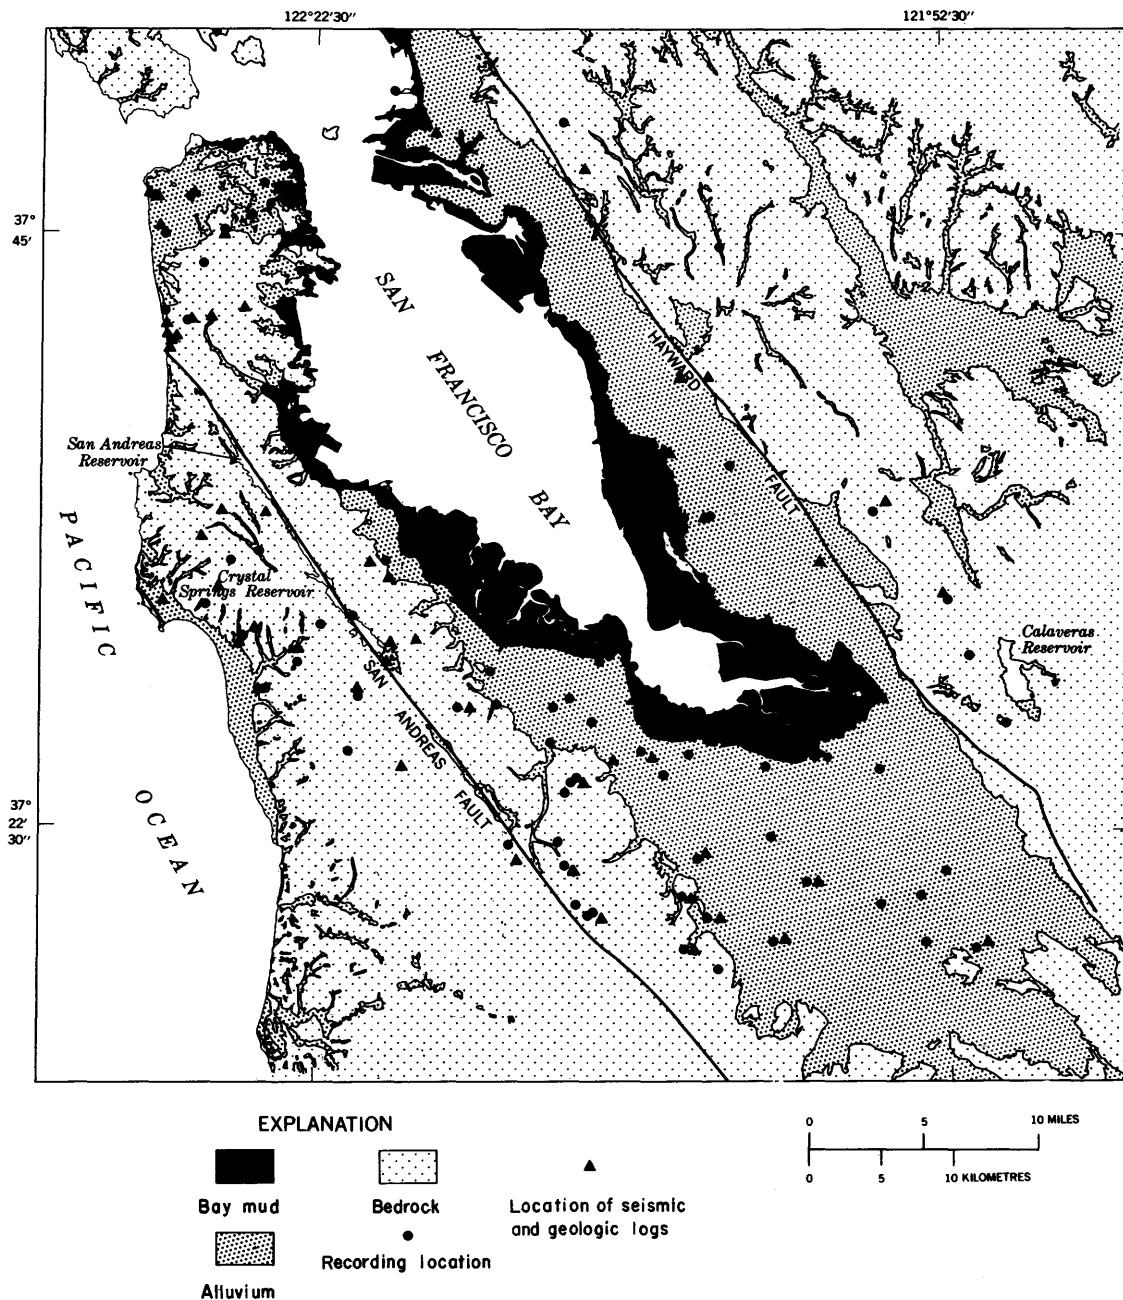 122°22'30''
121°52'30''
37°
45'
SAN
FRANCISCO
BAY
HAYWARD
FAULT
San Andreas
Reservoir
PACIFIC
OCEAN
Crystal
Springs Reservoir
Calaveras
Reservoir
SAN
ANDREAS
FAULT
37°
22'
30''
EXPLANATION
Bay mud
Bedrock
Location of seismic
and geologic logs
Alluvium
Recording location
0 5 10 MILES
0 5 10 KILOMETRES